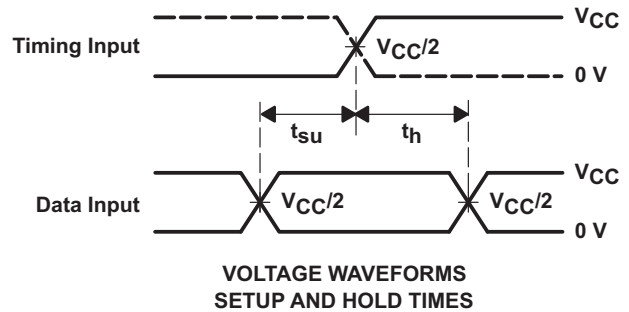 VCC
Timing Input
VCC/2
0 V
tsu
th
VCC
Data Input
VCC/2
VCC/2
0 V
VOLTAGE WAVEFORMS
SETUP AND HOLD TIMES